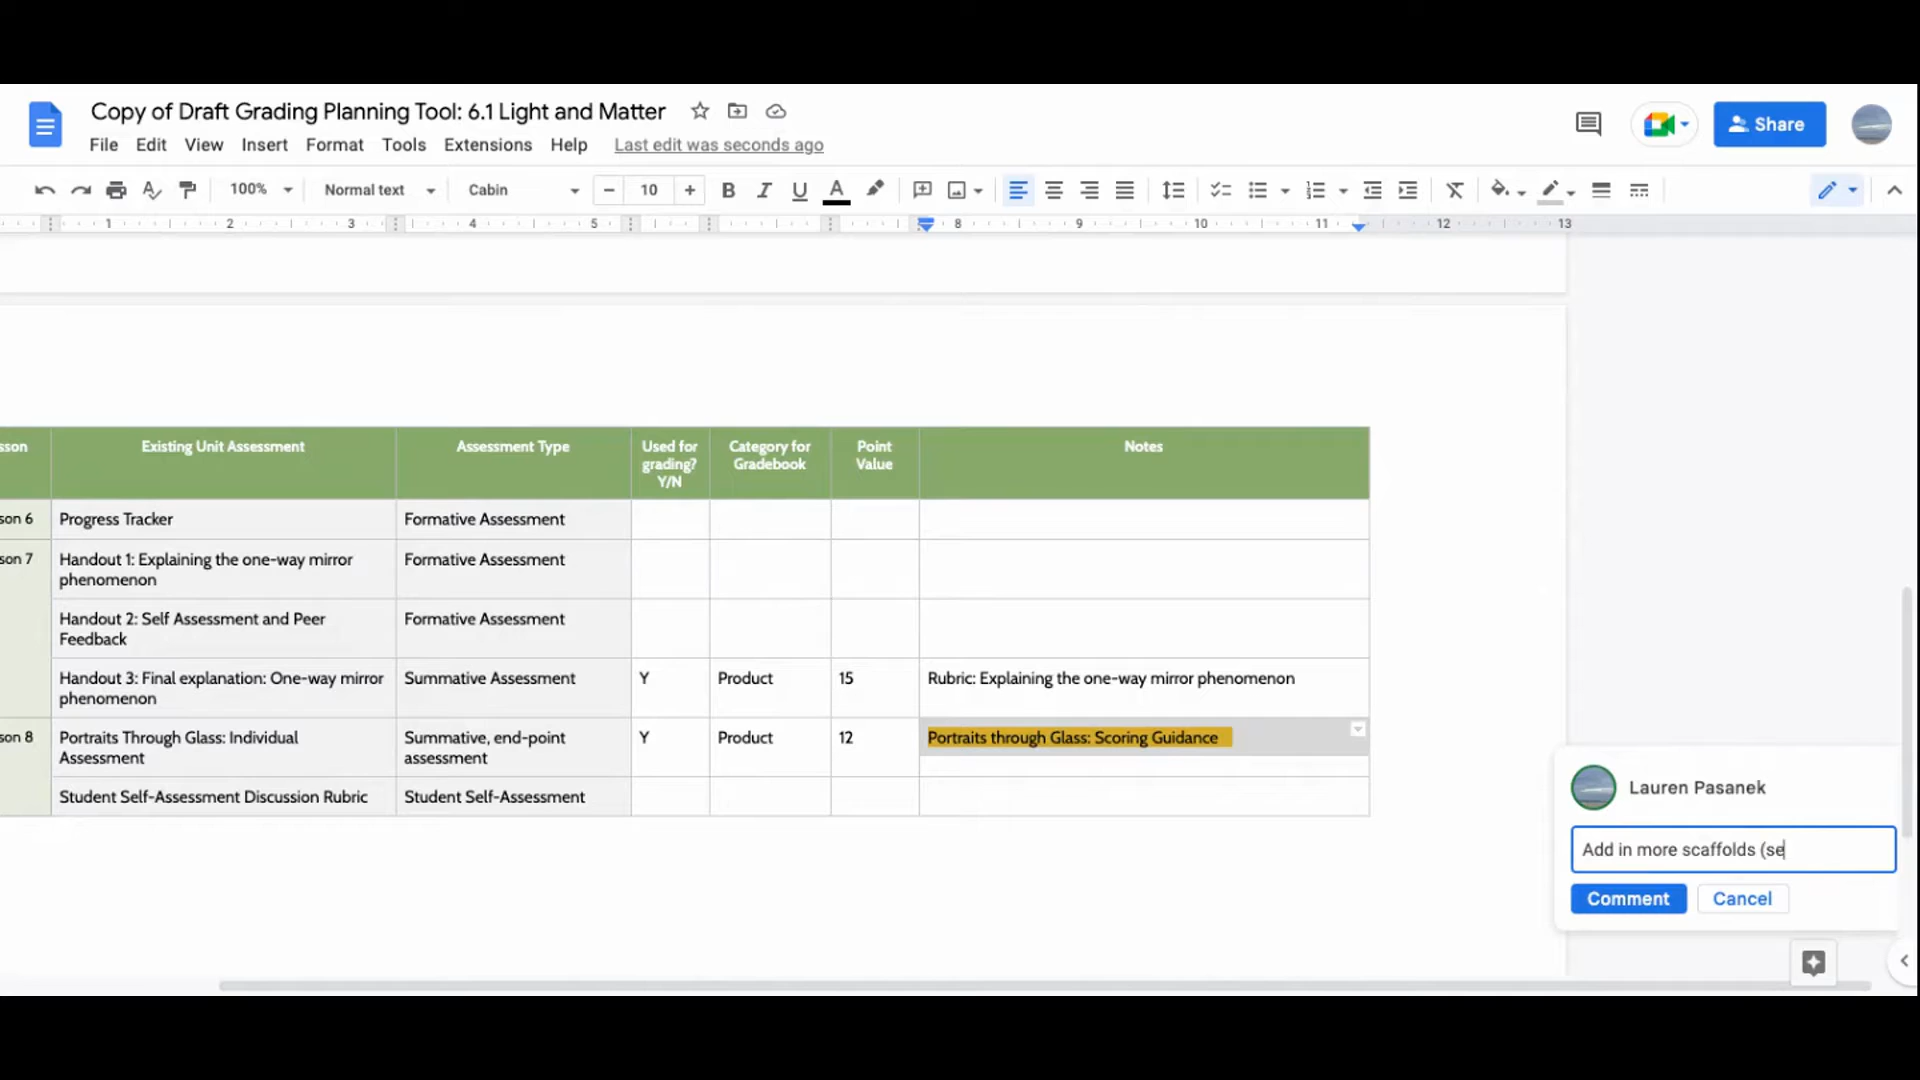 Copy of Draft Grading Planning Tool: 6.1 Light and Matter
Share
File Edit View Insert Format Tools Extensions Help Last edit was seconds ago
100% Normal text Cabin 10
1 2 3 4 5 8 9 10 11 12 13
sson
Existing Unit Assessment
Assessment Type
Used for
grading?
Y/N
Category for
Gradebook
Point
Value
Notes
son 6
Progress Tracker
Formative Assessment
son 7
Handout 1: Explaining the one-way mirror
phenomenon
Formative Assessment
Handout 2: Self Assessment and Peer
Feedback
Formative Assessment
Handout 3: Final explanation: One-way mirror
phenomenon
Summative Assessment
Y
Product
15
Rubric: Explaining the one-way mirror phenomenon
son 8
Portraits Through Glass: Individual
Assessment
Summative, end-point
assessment
Y
Product
12
Portraits through Glass: Scoring Guidance
Student Self-Assessment Discussion Rubric
Student Self-Assessment
Lauren Pasanek
Add in more scaffolds (se
Comment Cancel